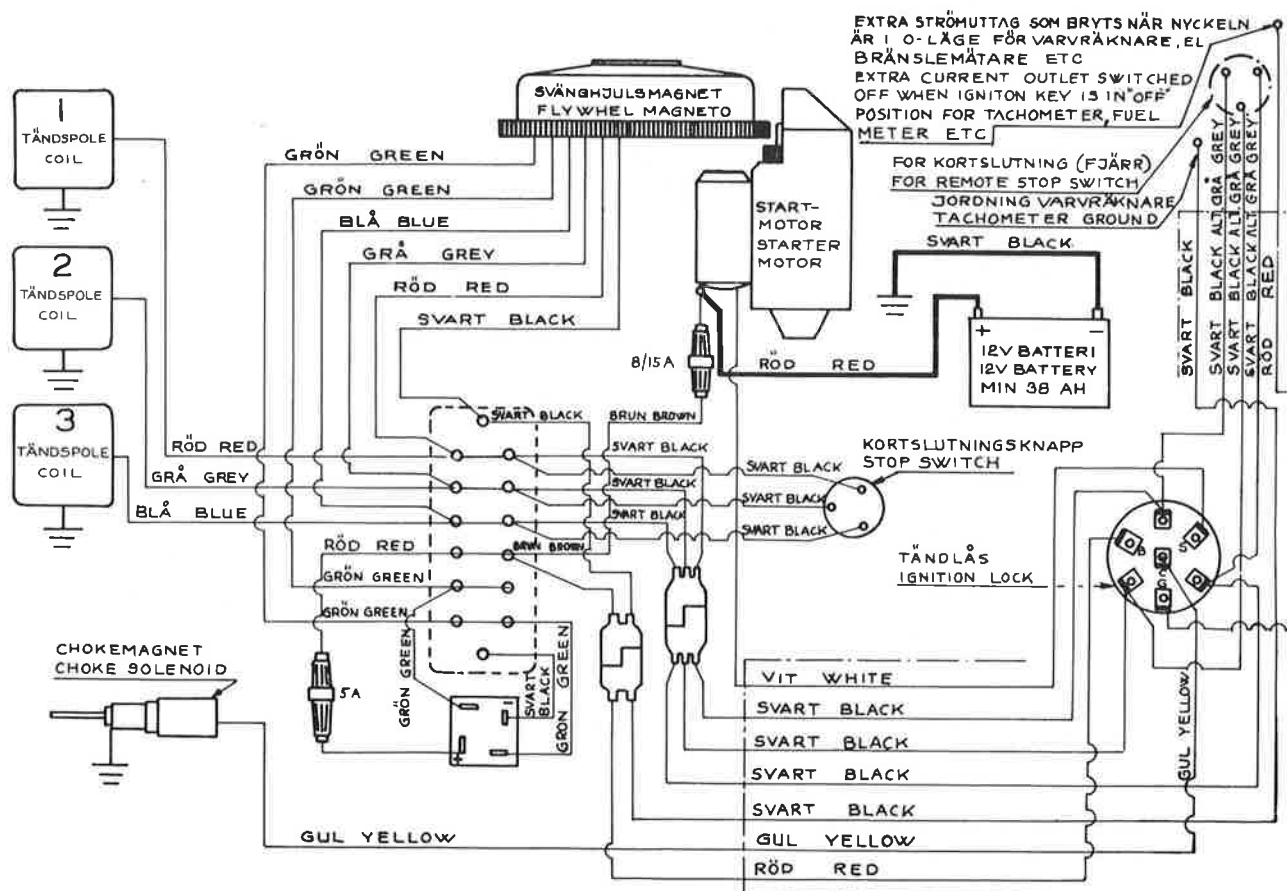 EXTRA STRÖMUTTAG SOM BRYTS NÄR NYCKELN
ÄR I O-LÄGE FÖR VARVRÄKNARE, EL
BRÄNSLEMÄTARE ETC
EXTRA CURRENT OUTLET SWITCHED
OFF WHEN IGNITON KEY IS IN "OFF"
POSITION FOR TACHOMETER, FUEL
METER ETC
FOR KORTSLUTNING (FJÄRR)
FOR REMOTE STOP SWITCH
JORDNING VARVRÄKNARE
TACHOMETER GROUND
SVART BLACK
SVART BLACK ALT. GRÅ GREY
SVART BLACK ALT. GRÅ GREY
SVART BLACK ALT. GRÅ GREY
RÖD RED
SVÄNGHJULSMAGNET
FLYWHEL MAGNETO
START-
MOTOR
STARTER
MOTOR
1
TÄNDSPOLE
COIL
2
TÄNDSPOLE
COIL
3
TÄNDSPOLE
COIL
GRÖN GREEN
GRÖN GREEN
BLÅ BLUE
GRÅ GREY
RÖD RED
SVART BLACK
SVART BLACK
+ −
12V BATTERI
12V BATTERY
MIN 38 AH
8/15A
RÖD RED
SVART BLACK
BRUN BROWN
RÖD RED
SVART BLACK
SVART BLACK
KORTSLUTNINGSKNAPP
STOP SWITCH
GRÅ GREY
SVART BLACK
SVART BLACK
BLÅ BLUE
SVART BLACK
SVART BLACK
RÖD RED
BRUN BROWN
GRÖN GREEN
GRÖN GREEN
TÄNDLÅS
IGNITION LOCK
B
S
C
G
CHOKEMAGNET
CHOKE SOLENOID
5A
GRÖN GREEN
SVART
BLACK
GRÖN GREEN
−
+
VIT WHITE
SVART BLACK
SVART BLACK
SVART BLACK
SVART BLACK
GUL YELLOW
GUL YELLOW
GUL YELLOW
RÖD RED